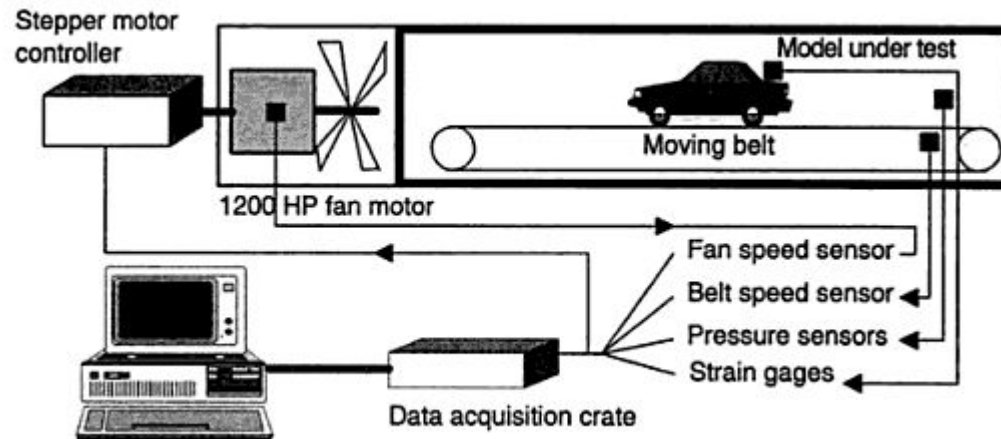 Stepper motor
controller
Model under test
Moving belt
1200 HP fan motor
Fan speed sensor
Belt speed sensor
Pressure sensors
Strain gages
Data acquisition crate